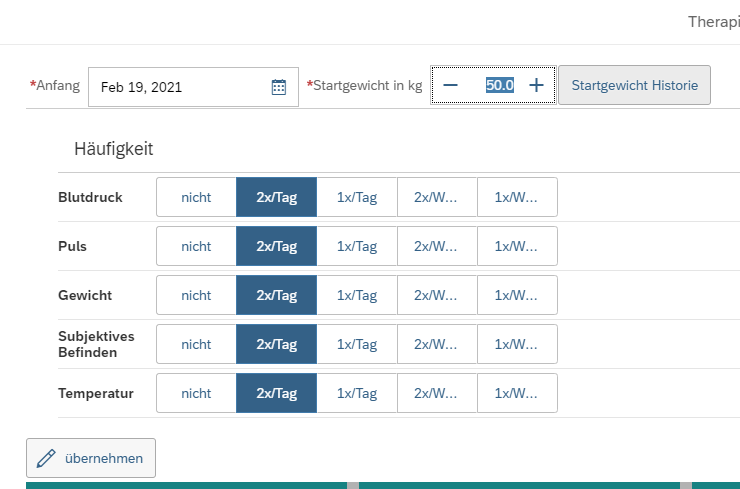 Therapi
*Anfang Feb 19, 2021 *Startgewicht in kg 50.0 Startgewicht Historie
Häufigkeit
Blutdruck nicht 2x/Tag 1x/Tag 2x/W... 1x/W...
Puls nicht 2x/Tag 1x/Tag 2x/W... 1x/W...
Gewicht nicht 2x/Tag 1x/Tag 2x/W... 1x/W...
Subjektives
Befinden nicht 2x/Tag 1x/Tag 2x/W... 1x/W...
Temperatur nicht 2x/Tag 1x/Tag 2x/W... 1x/W...
übernehmen